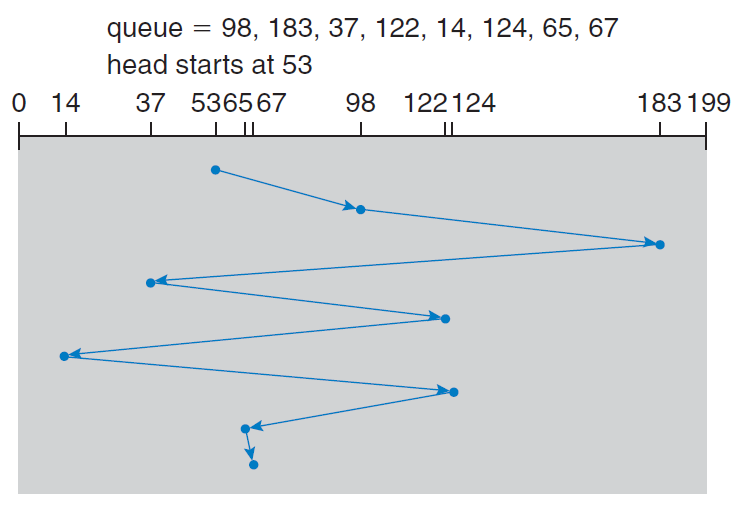 queue = 98, 183, 37, 122, 14, 124, 65, 67
head starts at 53
0 14 37 53 65 67 98 122 124 183 199